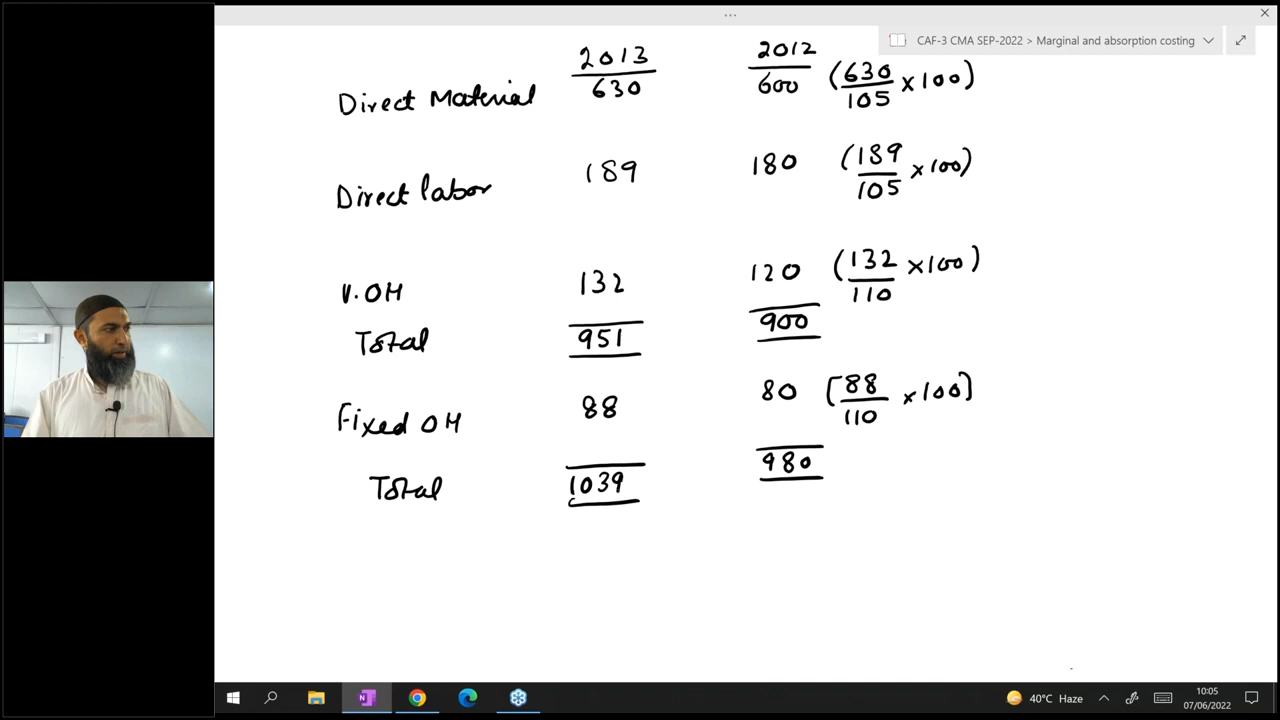 ...
CAF-3 CMA SEP-2022 > Marginal and absorption costing
2013 2012
Direct Material 630 600 (630/105 × 100)
Direct labor 189 180 (189/105 × 100)
V.OH 132 120 (132/110 × 100)
Total 951 900
Fixed OH 88 80 [88/110 × 100]
Total 1039 980
40°C Haze
10:05
07/06/2022